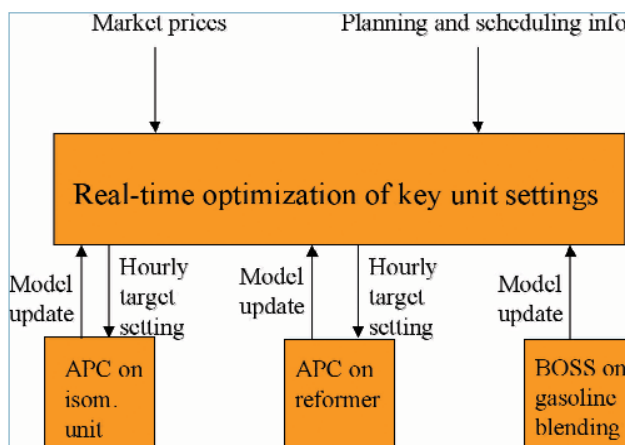 Market prices
Planning and scheduling info
Real-time optimization of key unit settings
Model
update
Hourly
target
setting
Model
update
Hourly
target
setting
Model
update
APC on
isom.
unit
APC on
reformer
BOSS on
gasoline
blending